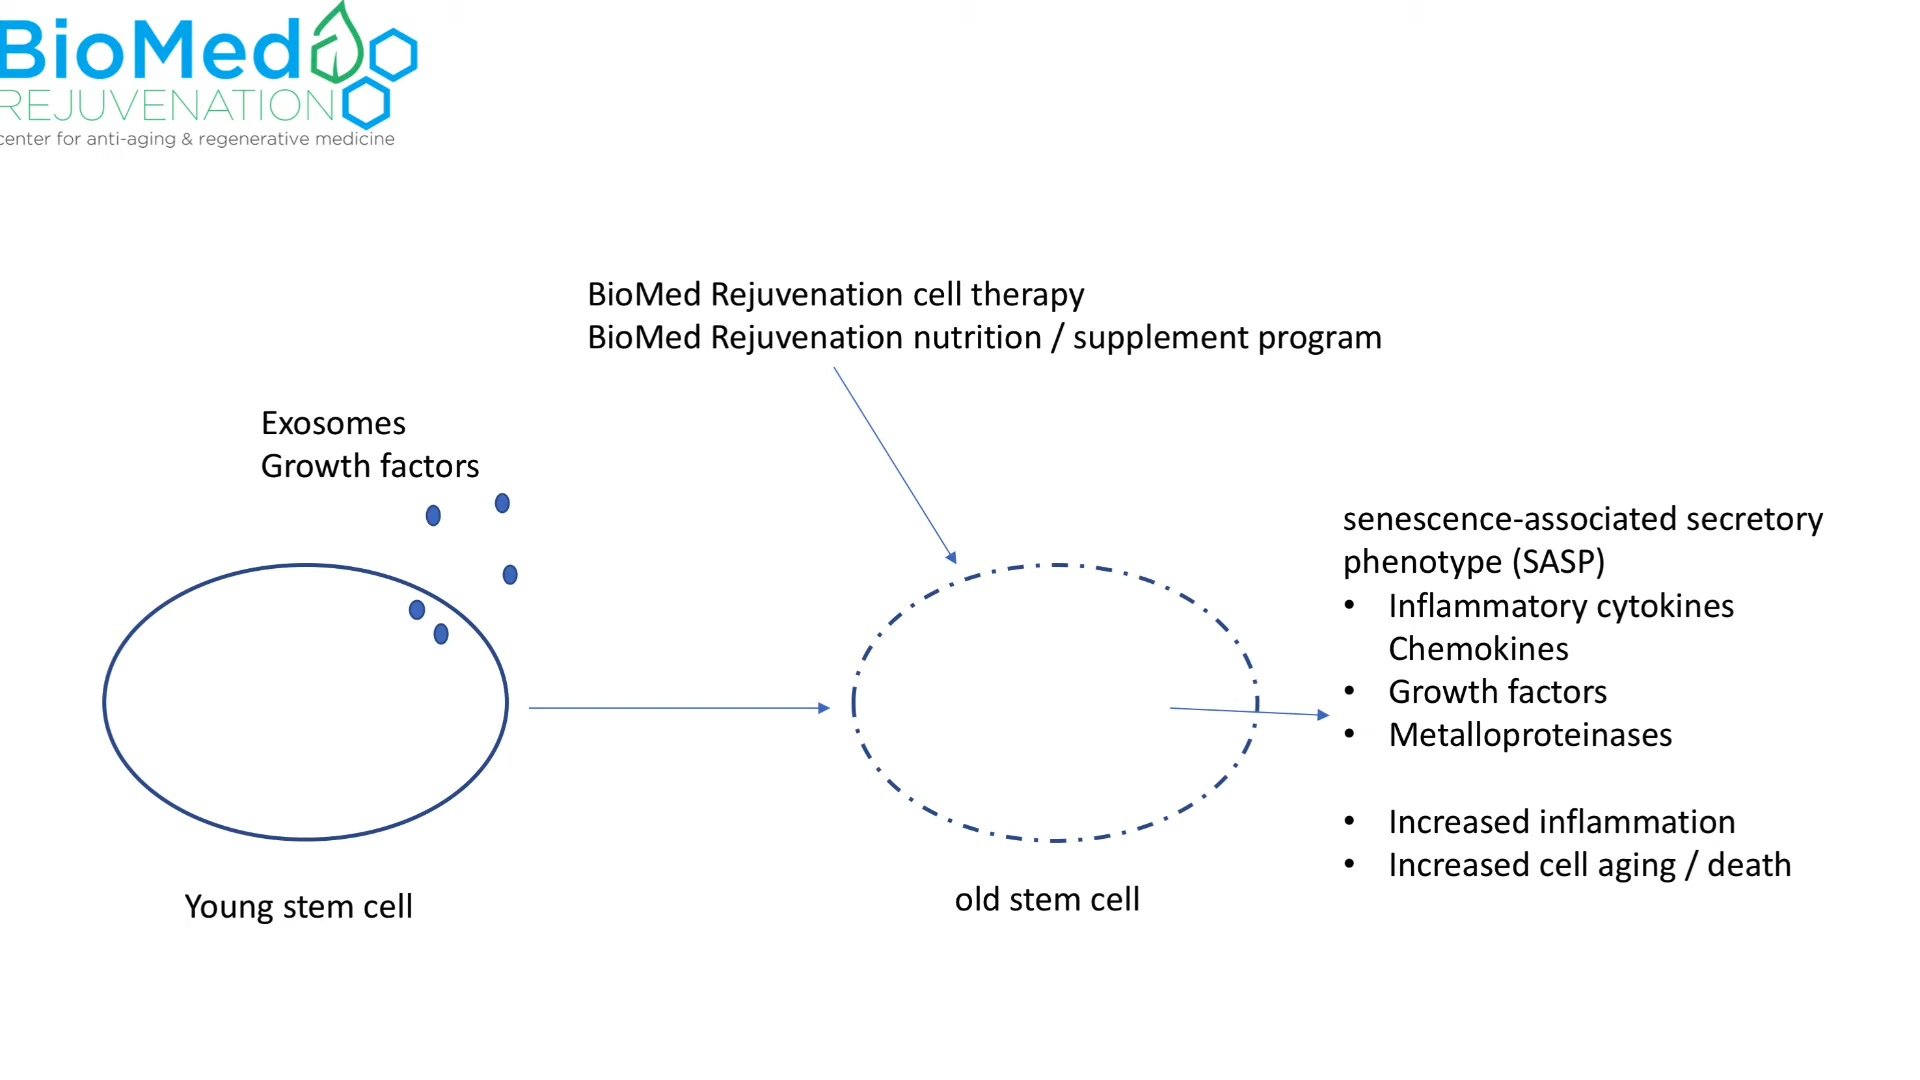 BioMed
REJUVENATION
center for anti-aging & regenerative medicine
BioMed Rejuvenation cell therapy
BioMed Rejuvenation nutrition / supplement program
Exosomes
Growth factors
senescence-associated secretory
phenotype (SASP)
• Inflammatory cytokines
Chemokines
• Growth factors
• Metalloproteinases
• Increased inflammation
• Increased cell aging / death
Young stem cell
old stem cell